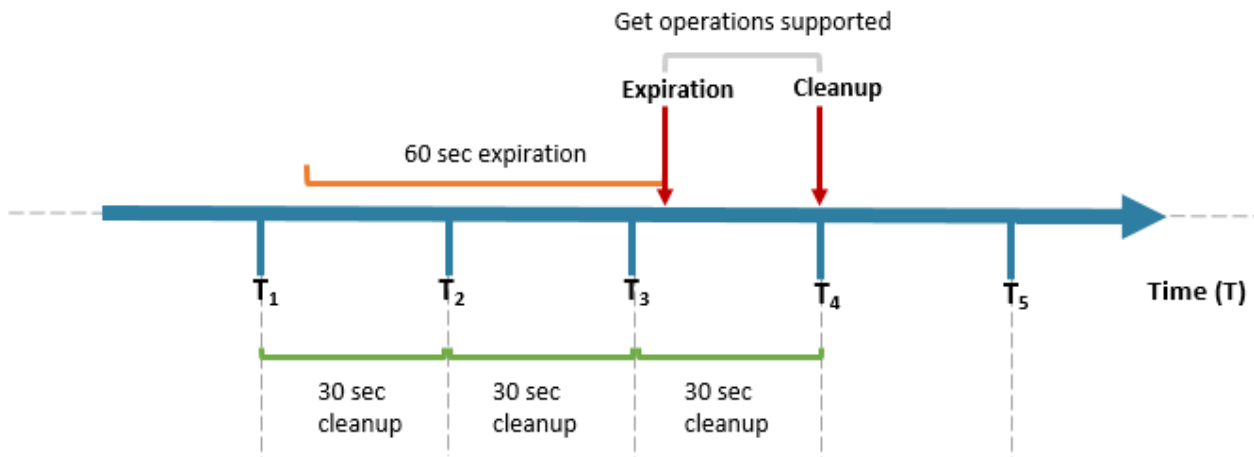 Get operations supported
Expiration
Cleanup
60 sec expiration
T₁
T₂
T₃
T₄
T₅
Time (T)
30 sec
cleanup
30 sec
cleanup
30 sec
cleanup